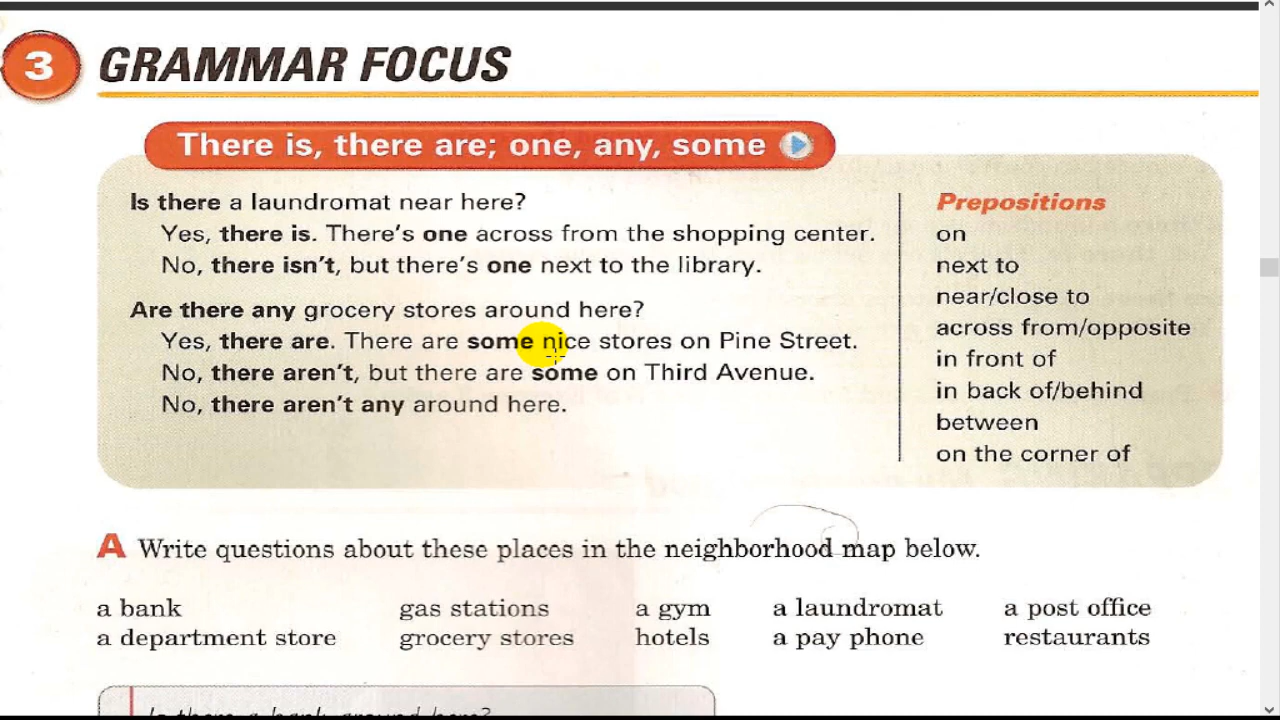 3 GRAMMAR FOCUS
There is, there are; one, any, some
Is there a laundromat near here?
Yes, there is. There's one across from the shopping center.
No, there isn't, but there's one next to the library.
Are there any grocery stores around here?
Yes, there are. There are some nice stores on Pine Street.
No, there aren't, but there are some on Third Avenue.
No, there aren't any around here.
Prepositions
on
next to
near/close to
across from/opposite
in front of
in back of/behind
between
on the corner of
A Write questions about these places in the neighborhood map below.
a bank gas stations a gym a laundromat a post office
a department store grocery stores hotels a pay phone restaurants
Is there a bank around here?